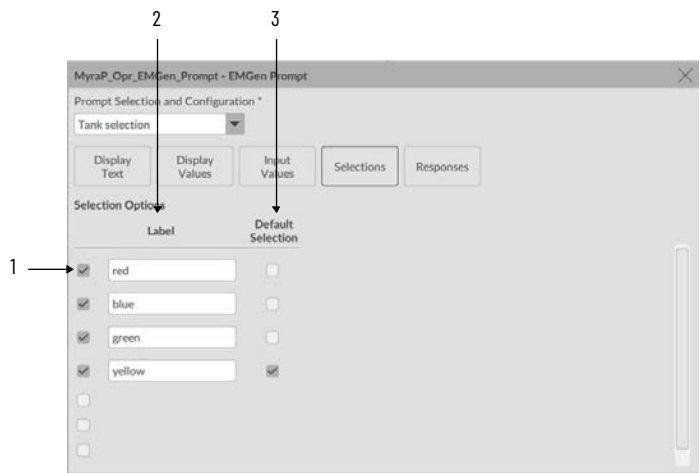 2 3
MyraP_Opr_EMGen_Prompt - EMGen Prompt
Prompt Selection and Configuration *
Tank selection
Display Text
Display Values
Input Values
Selections
Responses
Selection Options
Label
Default Selection
1
red
blue
green
yellow